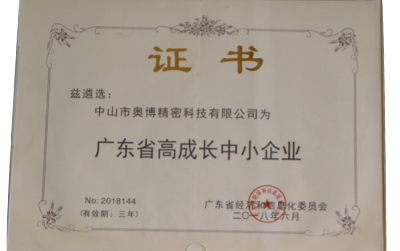 证书
兹遴选：
中山市奥博精密科技有限公司为
广东省高成长中小企业
No: 2018144
(有效期：三年)
广东省经济和信息化委员会
二〇一八年六月